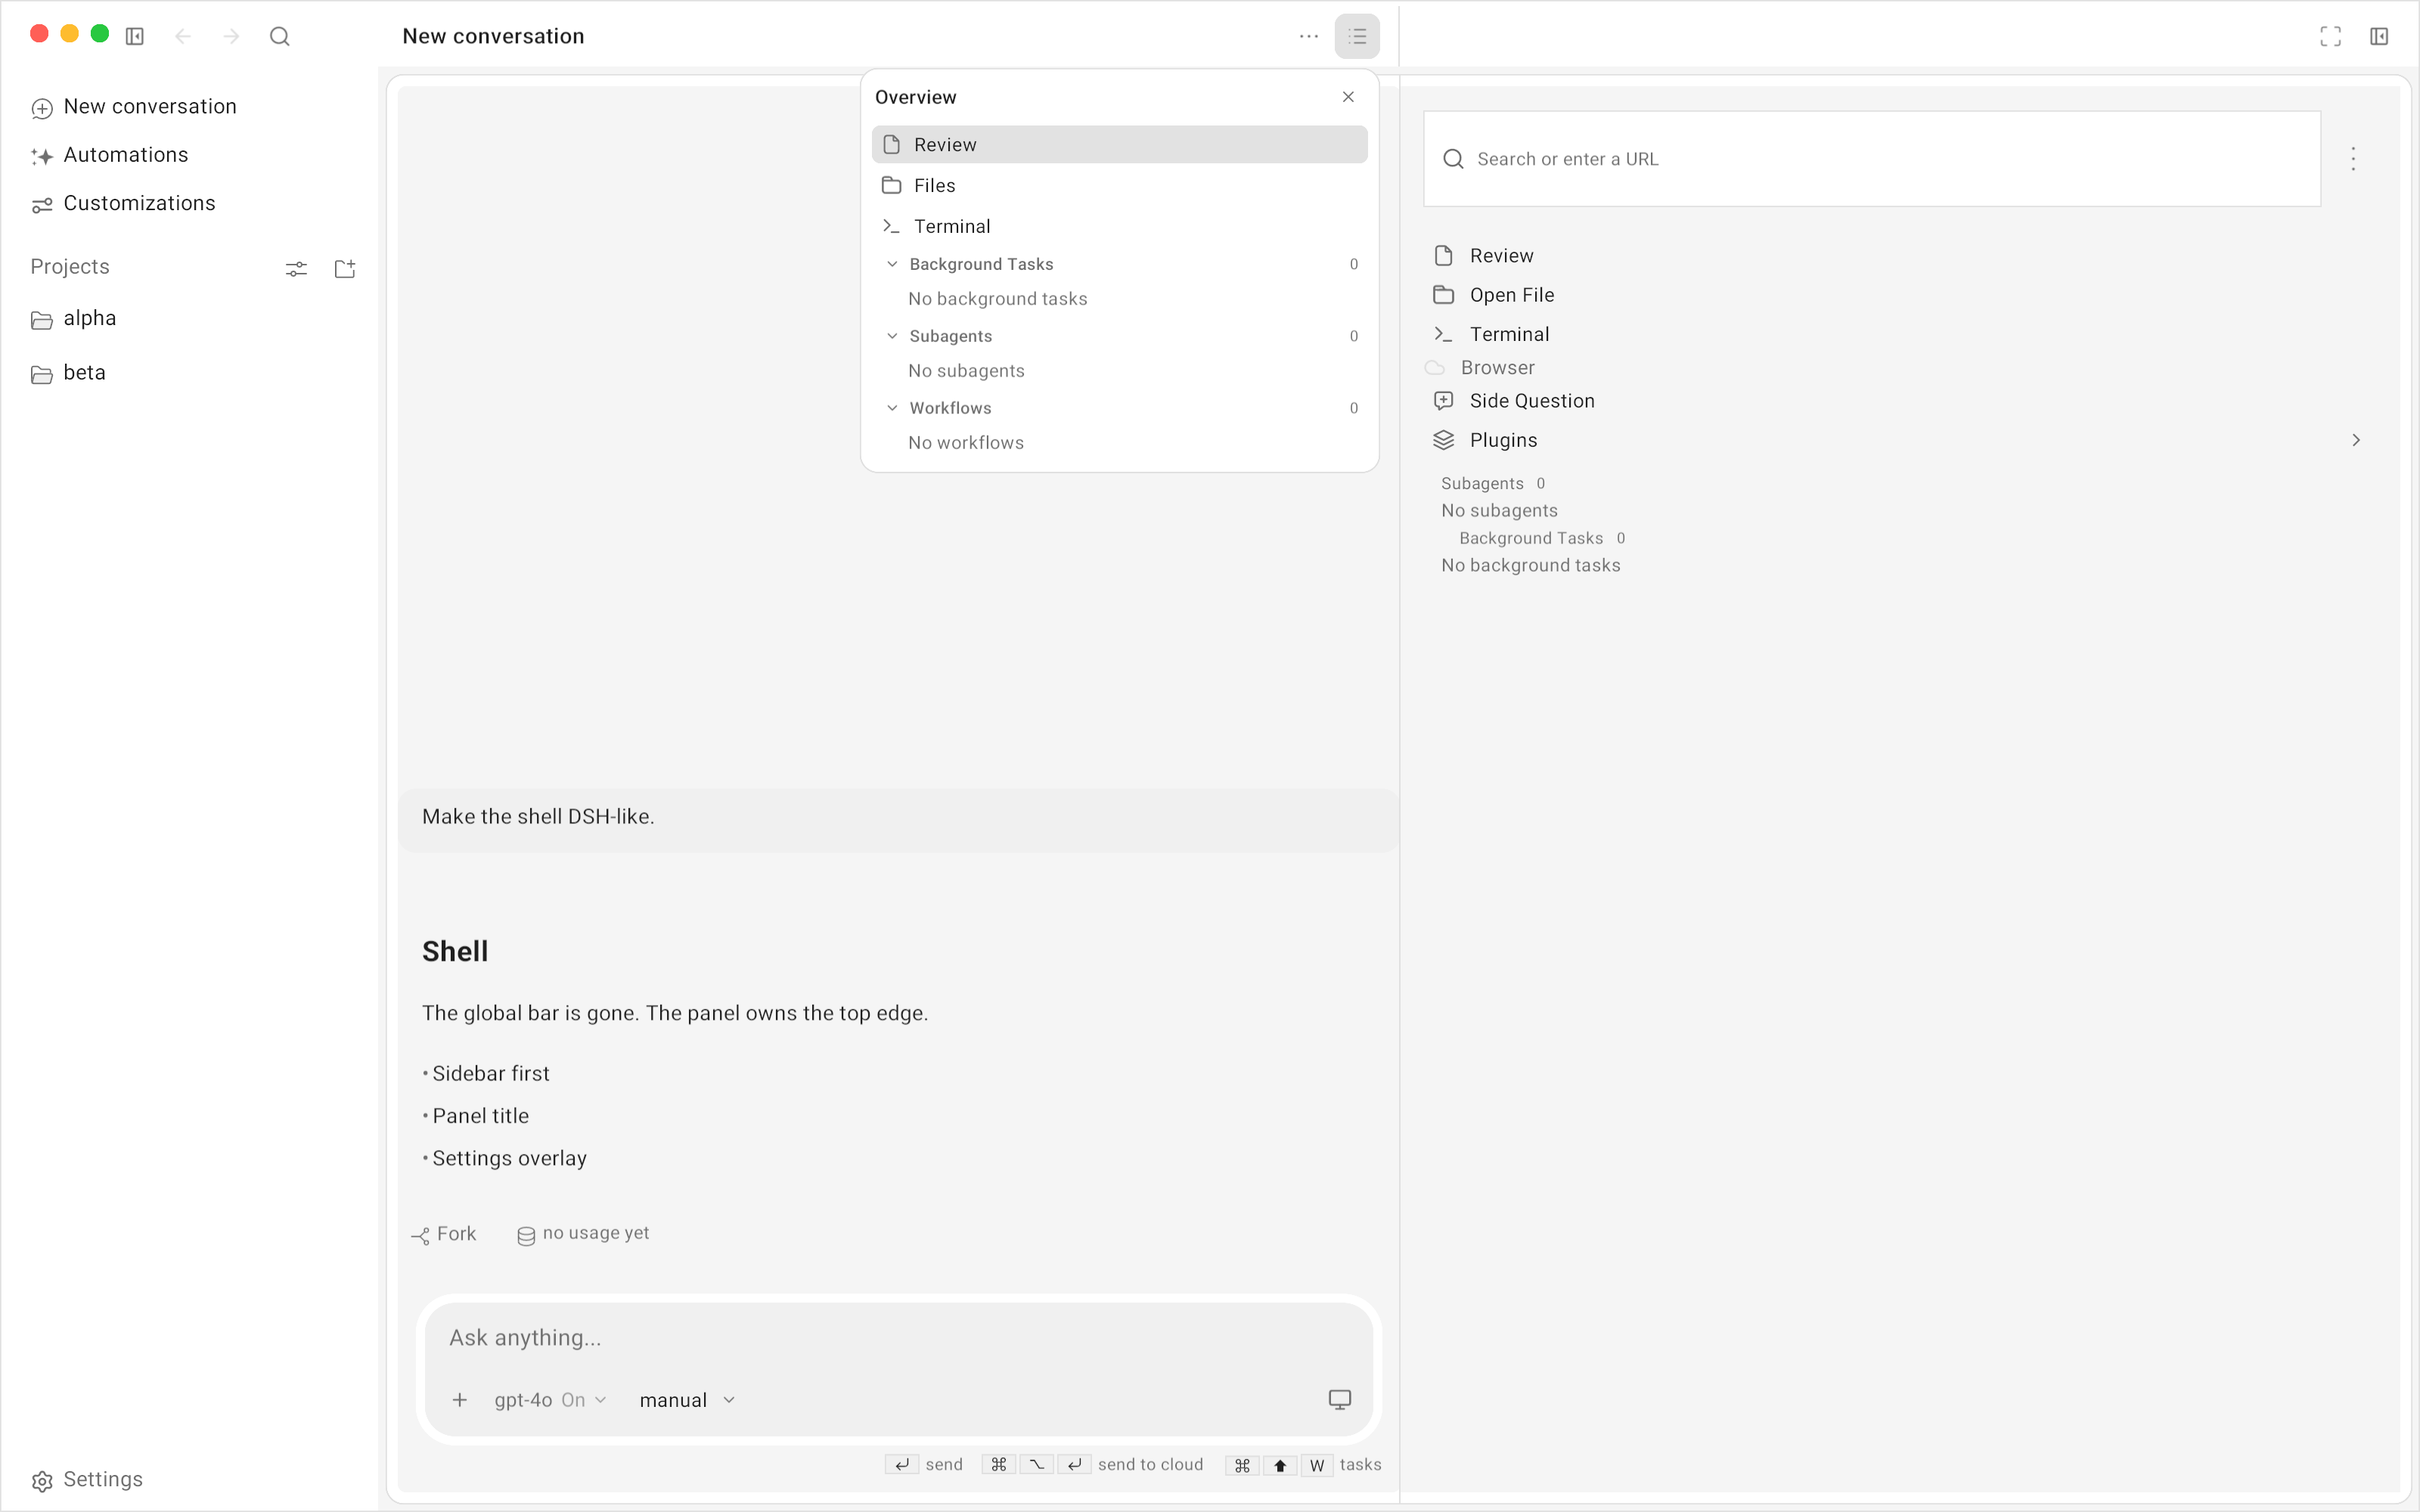 New conversation
New conversation
Automations
Customizations
Projects
alpha
beta
Settings
Overview
Review
Files
Terminal
Background Tasks 0
No background tasks
Subagents 0
No subagents
Workflows 0
No workflows
Make the shell DSH-like.
Shell
The global bar is gone. The panel owns the top edge.
• Sidebar first
• Panel title
• Settings overlay
Fork no usage yet
Ask anything...
gpt-4o On manual
send ⌘ ⌥ send to cloud ⌘ W tasks
Search or enter a URL
Review
Open File
Terminal
Browser
Side Question
Plugins
Subagents 0
No subagents
Background Tasks 0
No background tasks